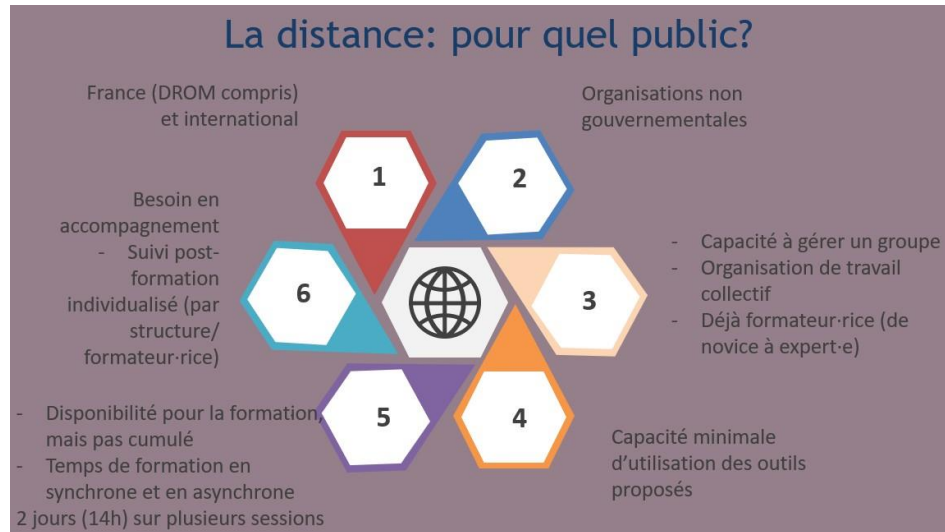 La distance: pour quel public?
France (DROM compris)
et international
1
Organisations non
gouvernementales
2
- Capacité à gérer un groupe
- Organisation de travail
collectif
- Déjà formateur·rice (de
novice à expert·e)
3
Capacité minimale
d'utilisation des outils
proposés
4
- Disponibilité pour la formation,
mais pas cumulé
- Temps de formation en
synchrone et en asynchrone
2 jours (14h) sur plusieurs sessions
5
Besoin en
accompagnement
- Suivi post-
formation
individualisé (par
structure/
formateur·rice)
6